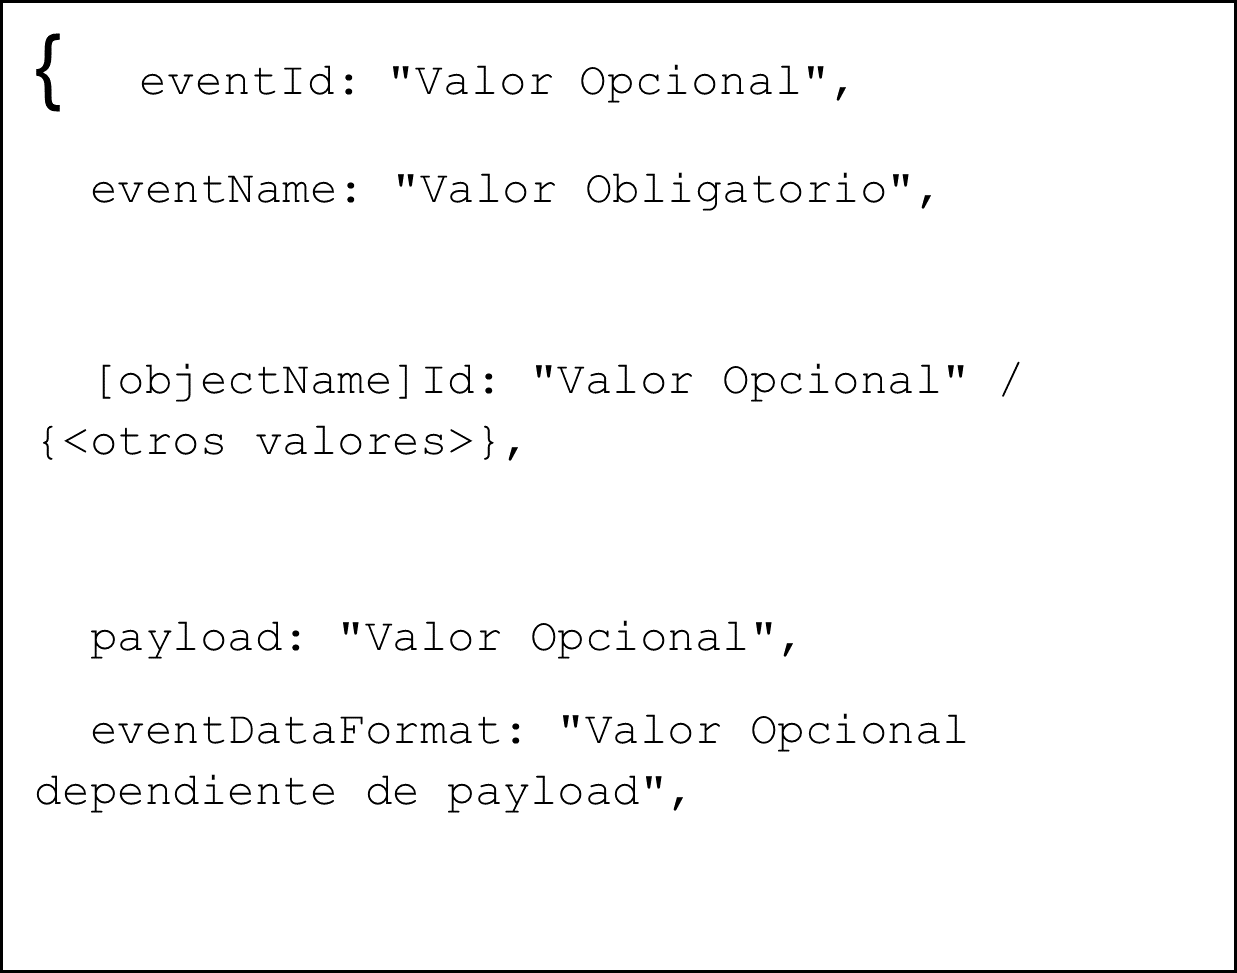 { eventId: "Valor Opcional",
eventName: "Valor Obligatorio",
[objectName]Id: "Valor Opcional" /
{<otros valores>},
payload: "Valor Opcional",
eventDataFormat: "Valor Opcional
dependiente de payload",